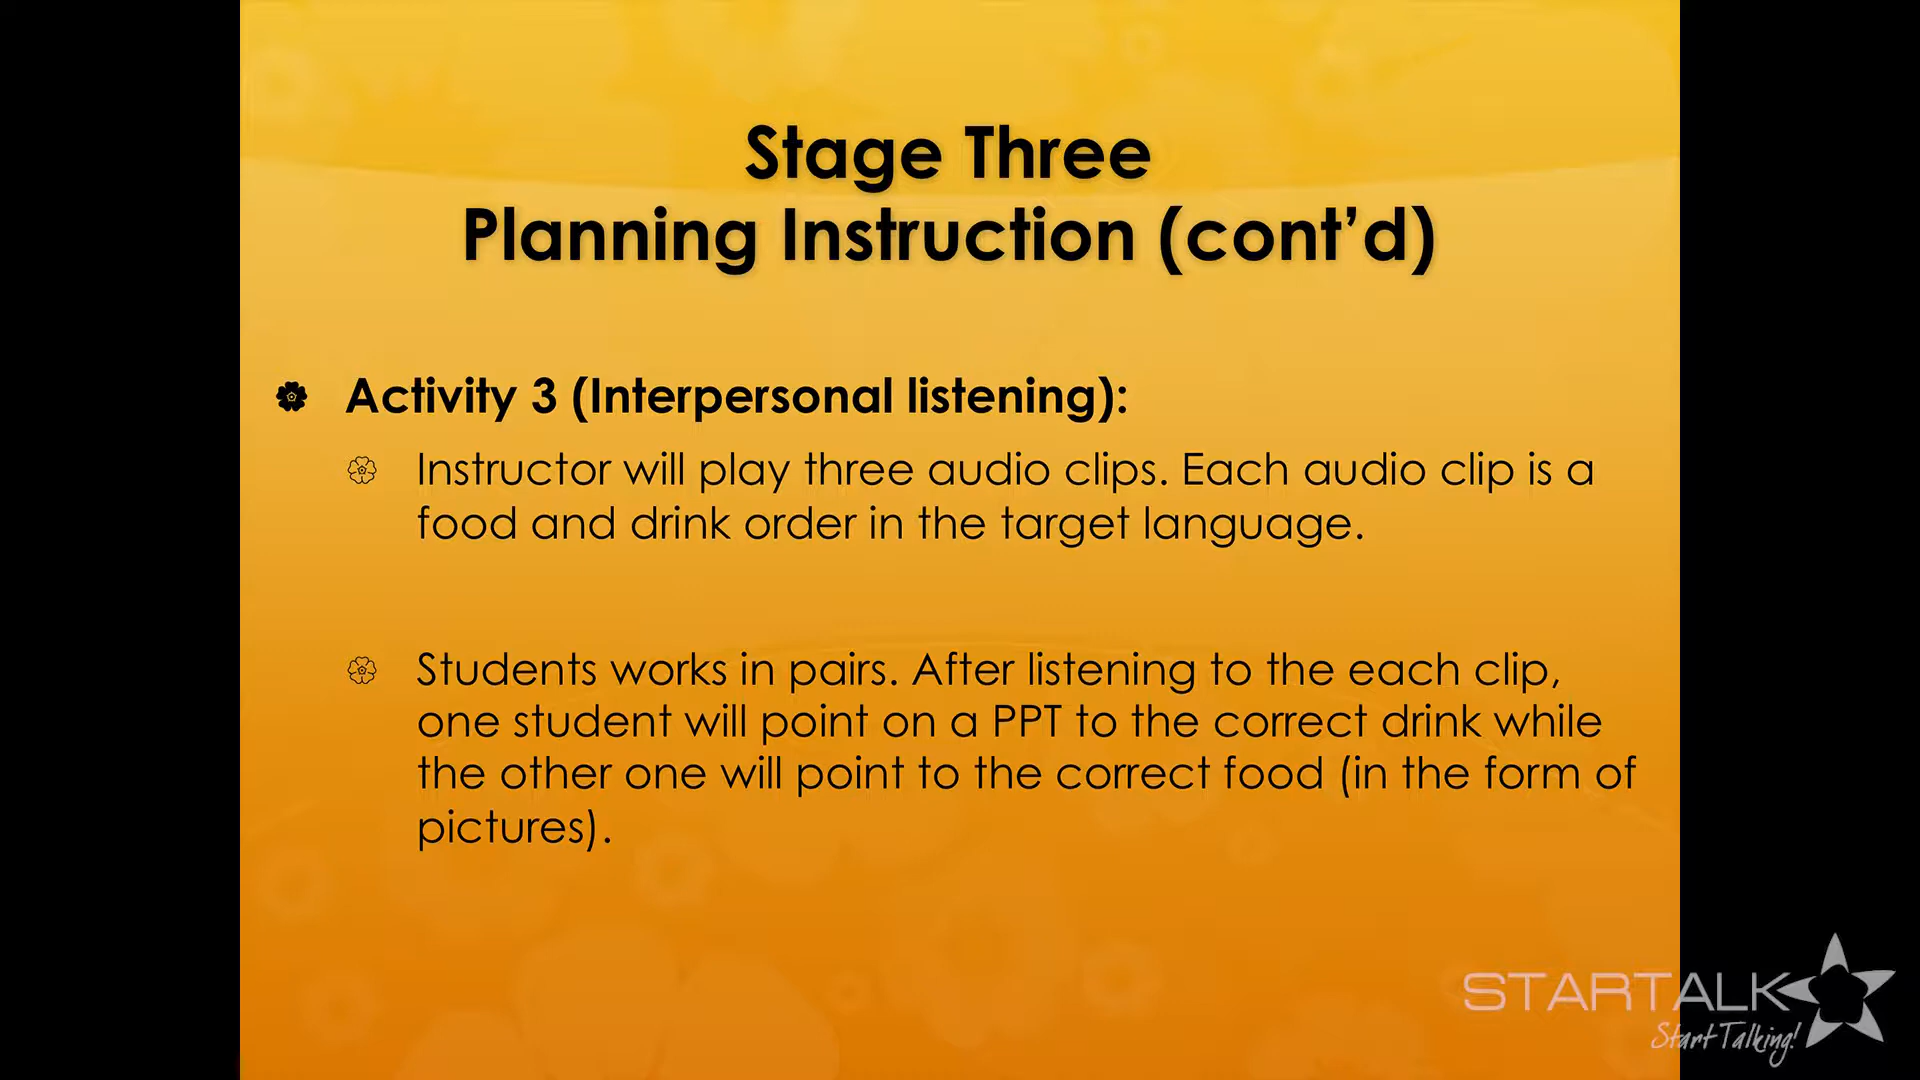 Stage Three
Planning Instruction (cont’d)
Activity 3 (Interpersonal listening):
Instructor will play three audio clips. Each audio clip is a
food and drink order in the target language.
Students works in pairs. After listening to the each clip,
one student will point on a PPT to the correct drink while
the other one will point to the correct food (in the form of
pictures).
STARTALK
Start Talking!